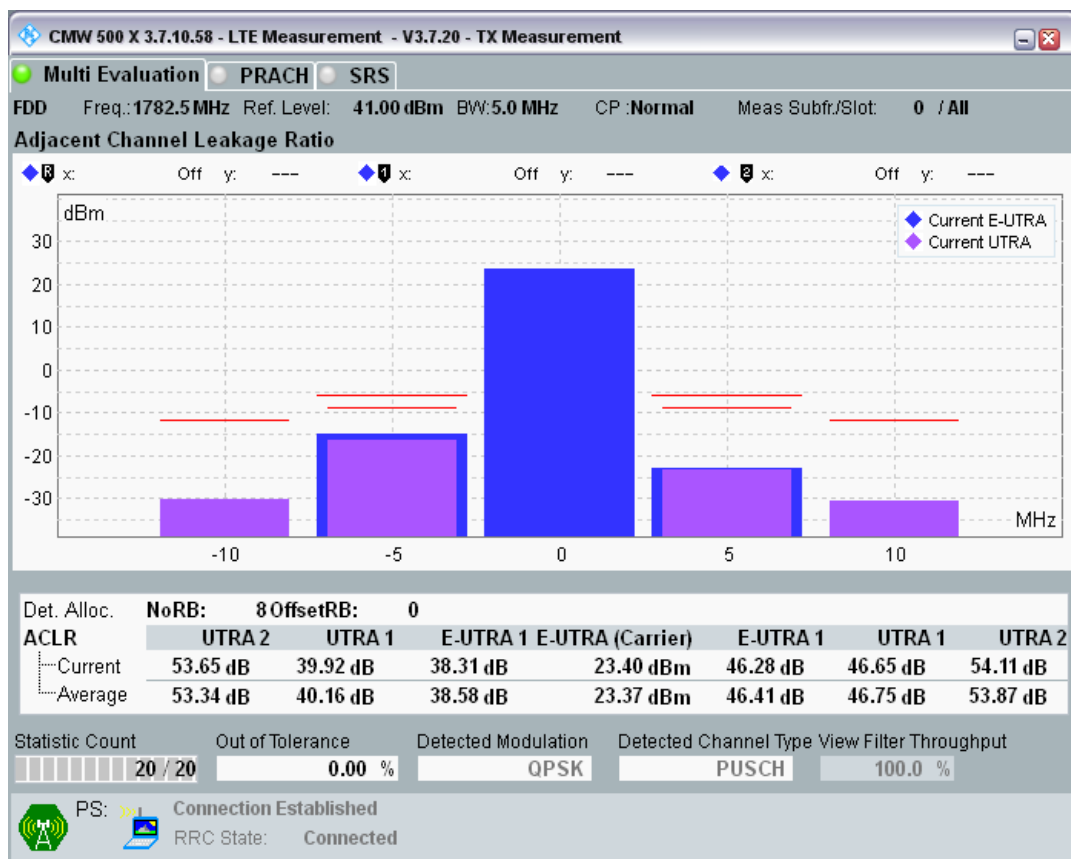 CMW 500 X 3.7.10.58 - LTE Measurement - V3.7.20 - TX Measurement
Multi Evaluation PRACH SRS
FDD Freq.: 1782.5 MHz Ref. Level: 41.00 dBm BW: 5.0 MHz CP : Normal Meas Subfr./Slot: 0 / All
Adjacent Channel Leakage Ratio
R x: Off y: --- 1 x: Off y: --- 2 x: Off y: ---
dBm
Current E-UTRA
Current UTRA
30
20
10
0
-10
-20
-30
MHz
-10 -5 0 5 10
Det. Alloc. NoRB: 8 OffsetRB: 0
ACLR UTRA 2 UTRA 1 E-UTRA 1 E-UTRA (Carrier) E-UTRA 1 UTRA 1 UTRA 2
Current 53.65 dB 39.92 dB 38.31 dB 23.40 dBm 46.28 dB 46.65 dB 54.11 dB
Average 53.34 dB 40.16 dB 38.58 dB 23.37 dBm 46.41 dB 46.75 dB 53.87 dB
Statistic Count Out of Tolerance Detected Modulation Detected Channel Type View Filter Throughput
20 / 20 0.00 % QPSK PUSCH 100.0 %
PS: Connection Established
RRC State: Connected